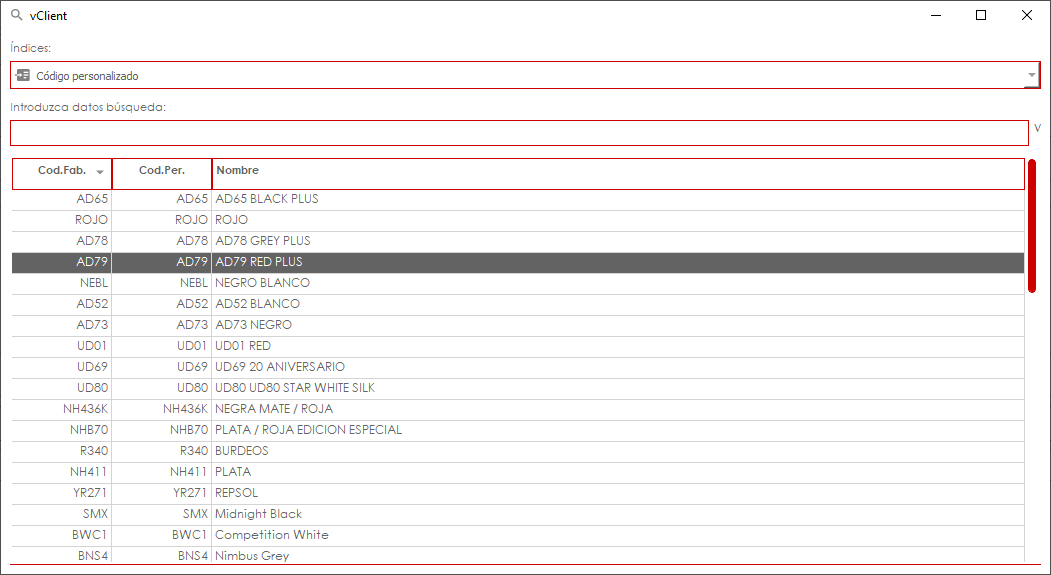 vClient
Índices:
Código personalizado
Introduzca datos búsqueda:
V
Cod.Fab. Cod.Per. Nombre
AD65 AD65 AD65 BLACK PLUS
ROJO ROJO ROJO
AD78 AD78 AD78 GREY PLUS
AD79 AD79 AD79 RED PLUS
NEBL NEBL NEGRO BLANCO
AD52 AD52 AD52 BLANCO
AD73 AD73 AD73 NEGRO
UD01 UD01 UD01 RED
UD69 UD69 UD69 20 ANIVERSARIO
UD80 UD80 UD80 UD80 STAR WHITE SILK
NH436K NH436K NEGRA MATE / ROJA
NHB70 NHB70 PLATA / ROJA EDICION ESPECIAL
R340 R340 BURDEOS
NH411 NH411 PLATA
YR271 YR271 REPSOL
SMX SMX Midnight Black
BWC1 BWC1 Competition White
BNS4 BNS4 Nimbus Grey